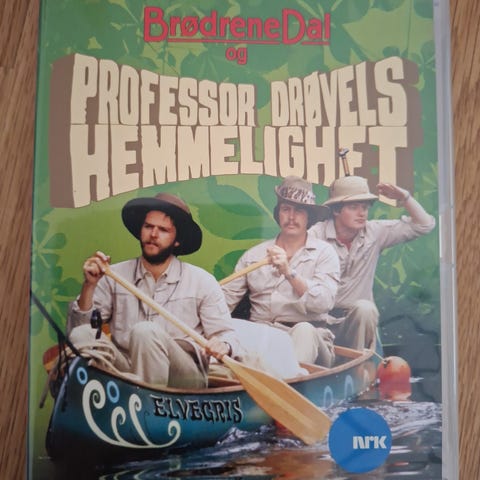 BrødreneDal
og
PROFESSOR DRØVELS
HEMMELIGHET
ELVEGRIS
nrk